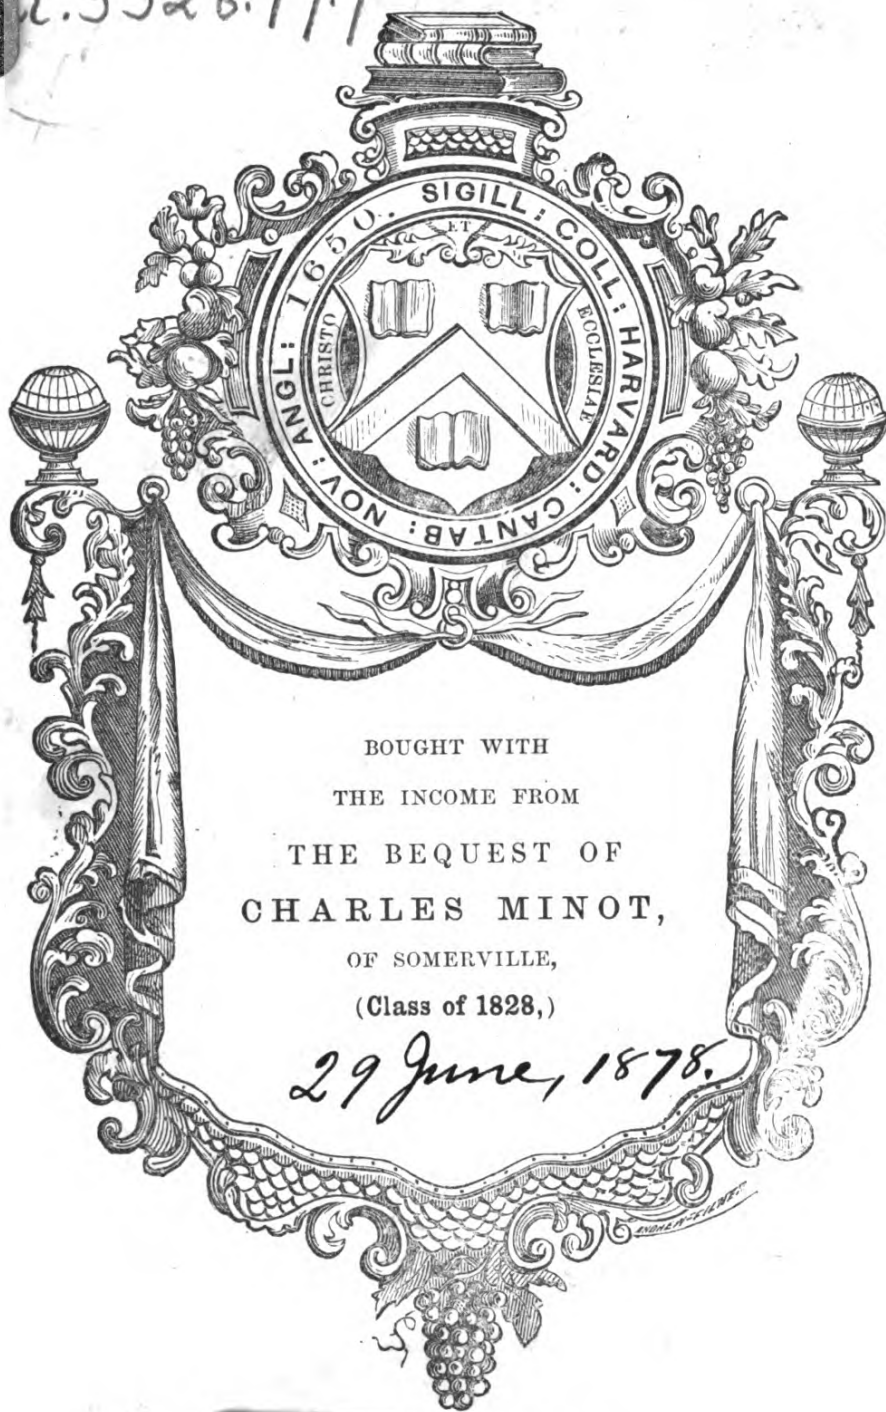 SIGILL: COLL: HARVARD: CANTAB: NOV: ANGL: 1650.
ET
CHRISTO
ECCLESIAE
BOUGHT WITH
THE INCOME FROM
THE BEQUEST OF
CHARLES MINOT,
OF SOMERVILLE,
(Class of 1828,)
29 June, 1878.